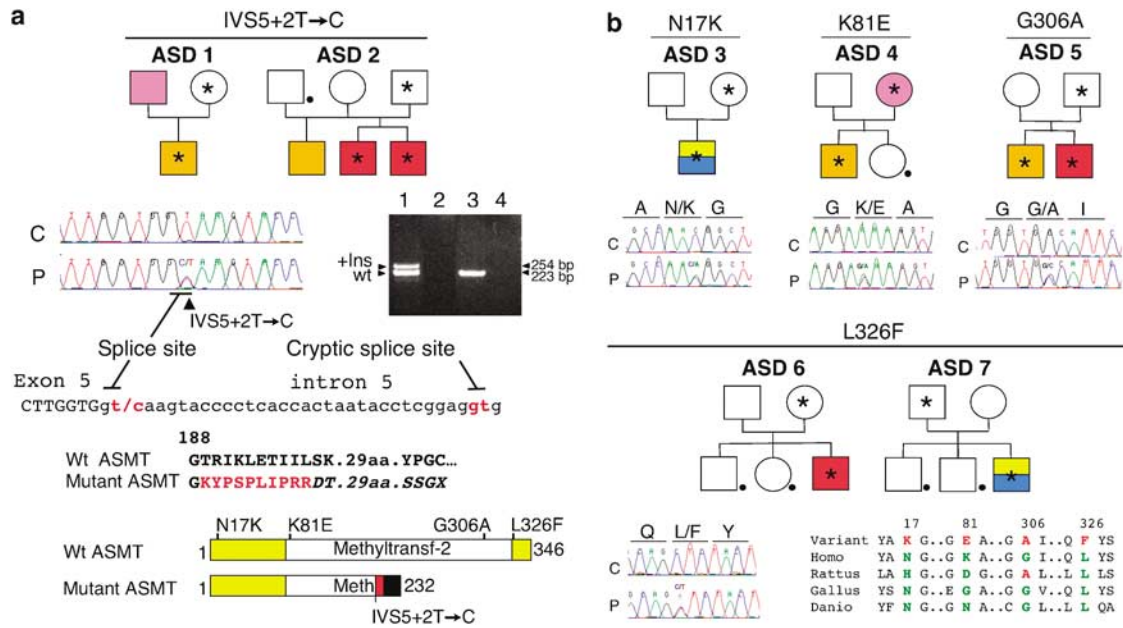 a
IVS5+2T→C
ASD 1 ASD 2
* * * * *
1 2 3 4
C
P
+Ins
wt
254 bp
223 bp
IVS5+2T→C
Splice site Cryptic splice site
Exon 5 intron 5
CTTGGTGgt/caagtacccctcaccactaatacctcggaggtg
188
Wt ASMT GTRIKLETIILSK.29aa.YPGC…
Mutant ASMT GKYPSPLIPRRDT.29aa.SSGX
N17K K81E G306A L326F
Wt ASMT 1 Methyltransf-2 346
Mutant ASMT 1 Meth 232
IVS5+2T→C
b
N17K K81E G306A
ASD 3 ASD 4 ASD 5
* * *
* * * *
A N/K G G K/E A G G/A I
C C C
P P P
L326F
ASD 6 ASD 7
* *
* *
Q L/F Y
C
P
17 81 306 326
Variant YA K G..G E A..G A I..Q F YS
Homo YA N G..G K A..G G I..Q L YS
Rattus LA H G..G D G..G A L..L L LS
Gallus YS N G..E G A..G G V..Q L YS
Danio YF N G..G N A..C G L..L L QA